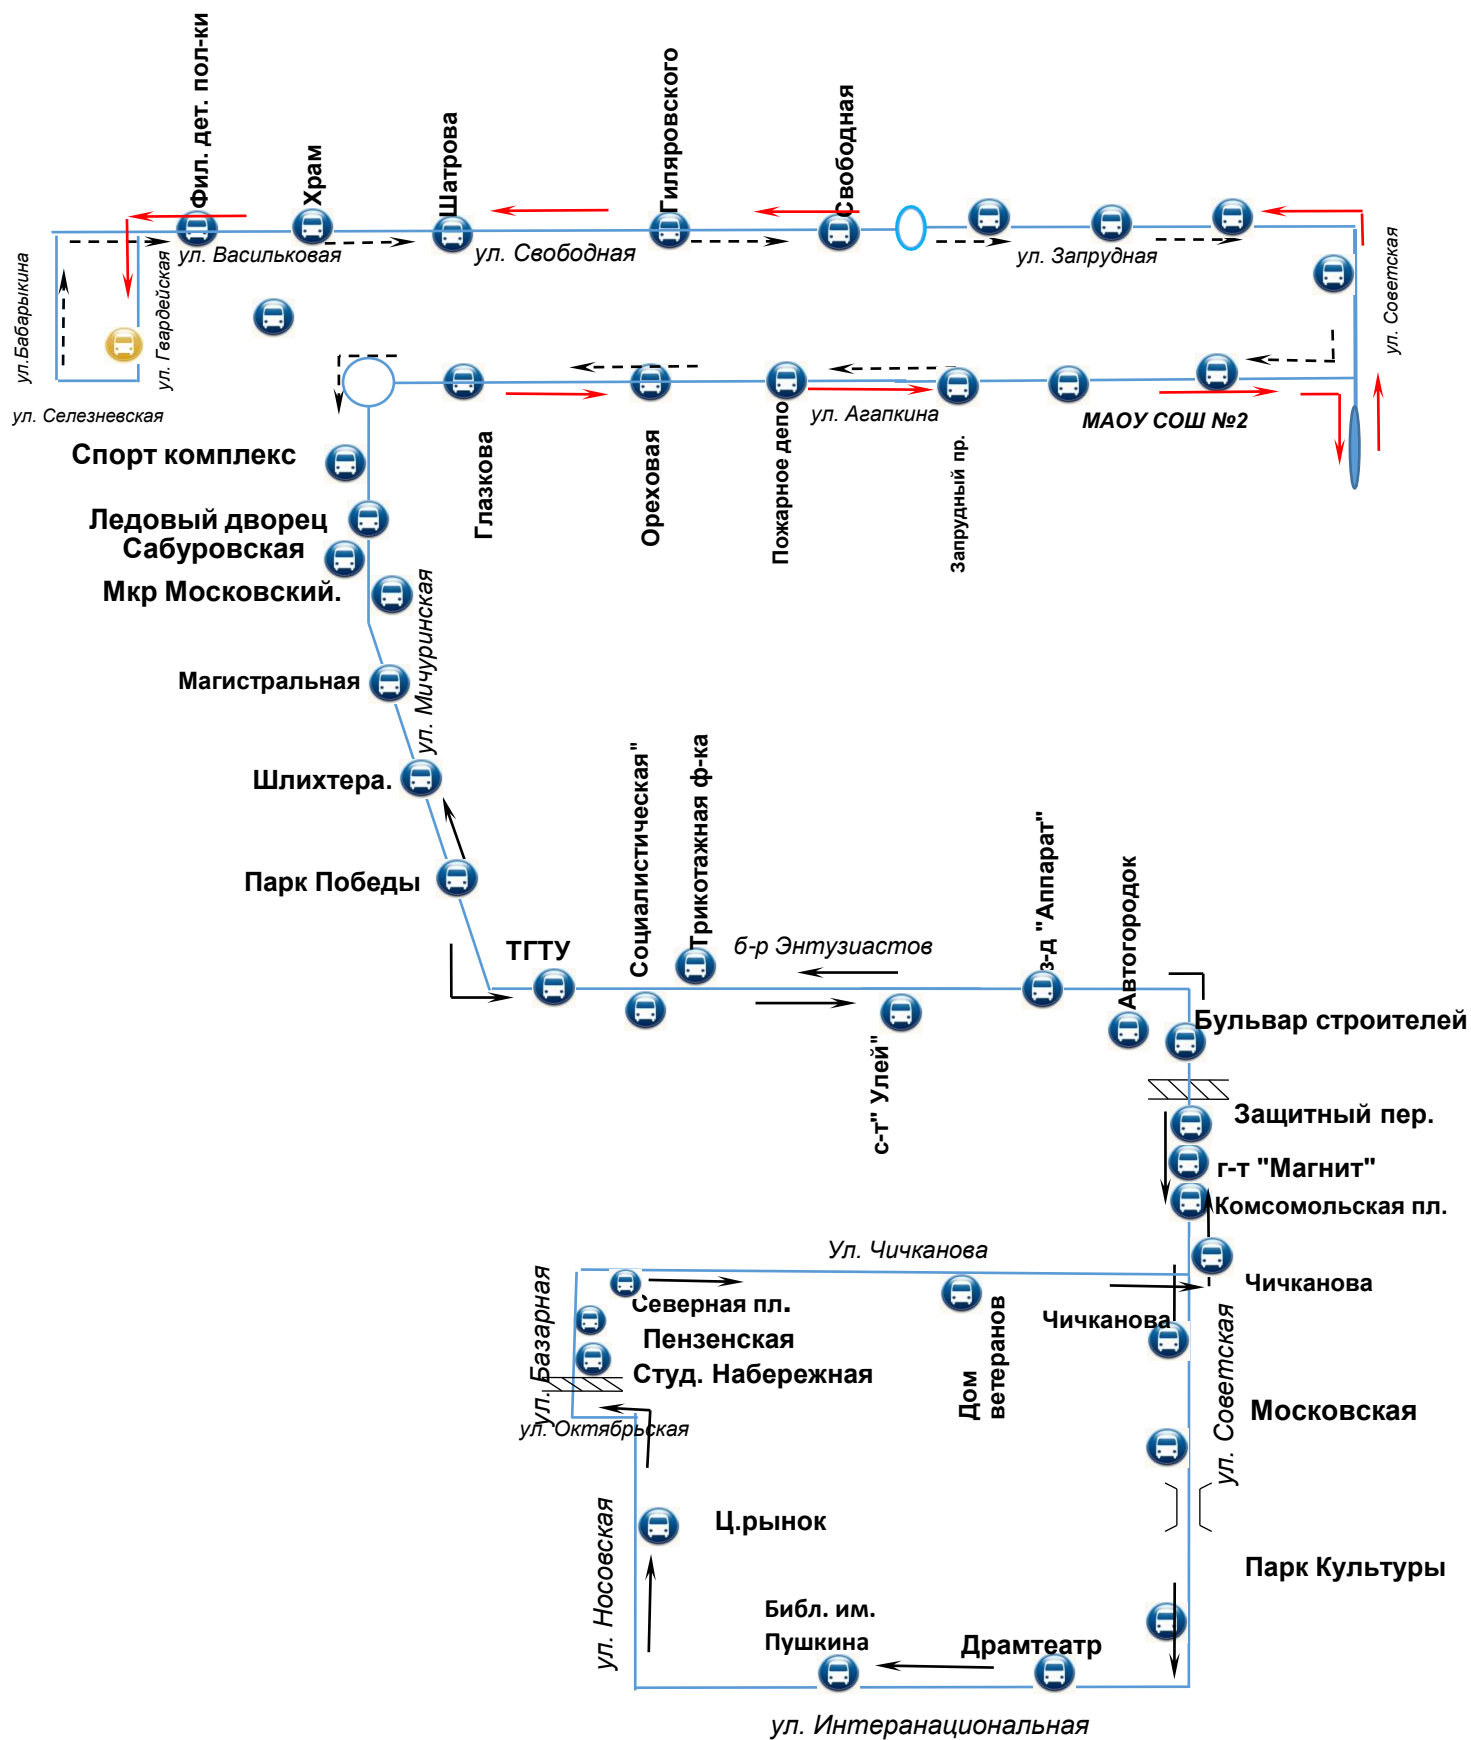 Фил. дет. пол-ки
Храм
Шатрова
Гиляровского
Свободная
ул. Васильковая
ул. Свободная
ул. Запрудная
ул. Советская
ул.Бабарыкина
ул. Гвардейская
ул. Селезневская
ул. Агапкина
МАОУ СОШ №2
Глазкова
Ореховая
Пожарное депо
Запрудный пр.
Спорт комплекс
Ледовый дворец
Сабуровская
Мкр Московский.
ул. Мичуринская
Магистральная
Шлихтера.
Парк Победы
ТГТУ
Социалистическая"
Трикотажная ф-ка
б-р Энтузиастов
з-д "Аппарат"
Автогородок
Бульвар строителей
с-т" Улей"
Защитный пер.
г-т "Магнит"
Комсомольская пл.
Ул. Чичканова
Чичканова
Северная пл.
Чичканова
Пензенская
Студ. Набережная
ул. Базарная
Дом
ветеранов
ул. Советская
Московская
ул. Октябрьская
ул. Носовская
Ц.рынок
Парк Культуры
Библ. им.
Пушкина
Драмтеатр
ул. Интеранациональная